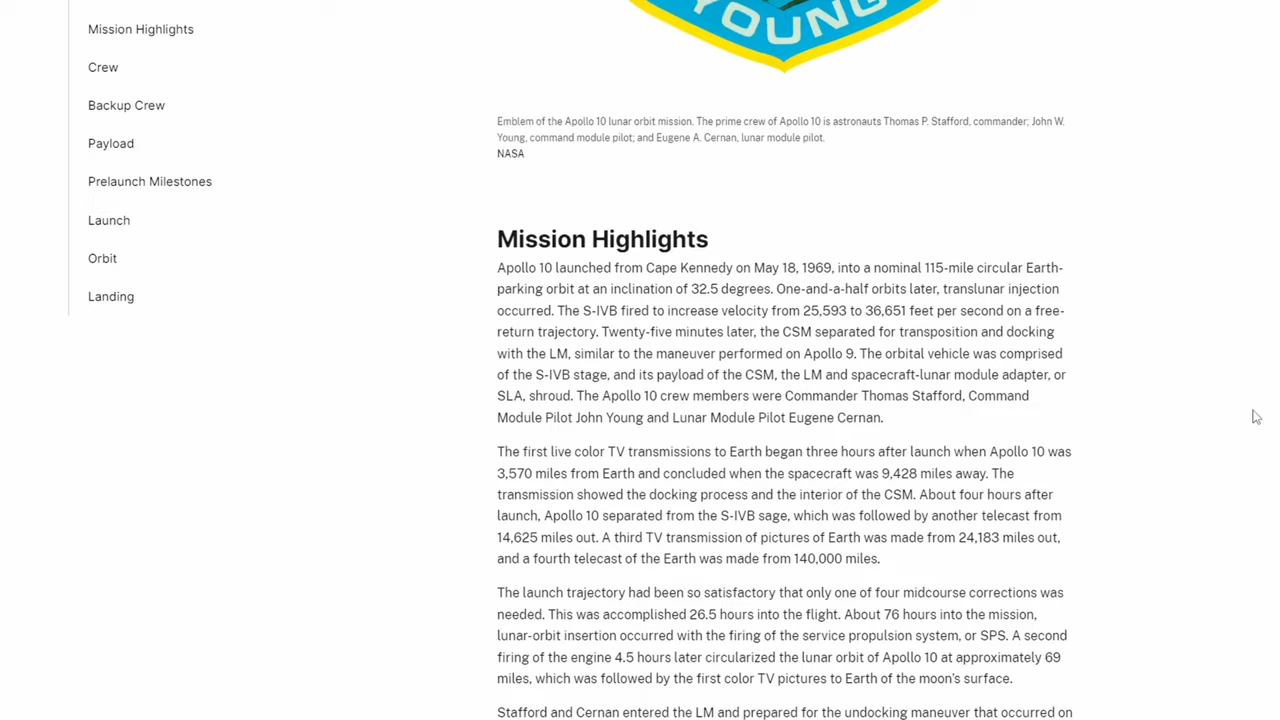 Mission Highlights
Crew
Backup Crew
Payload
Prelaunch Milestones
Launch
Orbit
Landing
YOUNG
Emblem of the Apollo 10 lunar orbit mission. The prime crew of Apollo 10 is astronauts Thomas P. Stafford, commander; John W.
Young, command module pilot; and Eugene A. Cernan, lunar module pilot.
NASA
Mission Highlights
Apollo 10 launched from Cape Kennedy on May 18, 1969, into a nominal 115-mile circular Earth-
parking orbit at an inclination of 32.5 degrees. One-and-a-half orbits later, translunar injection
occurred. The S-IVB fired to increase velocity from 25,593 to 36,651 feet per second on a free-
return trajectory. Twenty-five minutes later, the CSM separated for transposition and docking
with the LM, similar to the maneuver performed on Apollo 9. The orbital vehicle was comprised
of the S-IVB stage, and its payload of the CSM, the LM and spacecraft-lunar module adapter, or
SLA, shroud. The Apollo 10 crew members were Commander Thomas Stafford, Command
Module Pilot John Young and Lunar Module Pilot Eugene Cernan.
The first live color TV transmissions to Earth began three hours after launch when Apollo 10 was
3,570 miles from Earth and concluded when the spacecraft was 9,428 miles away. The
transmission showed the docking process and the interior of the CSM. About four hours after
launch, Apollo 10 separated from the S-IVB sage, which was followed by another telecast from
14,625 miles out. A third TV transmission of pictures of Earth was made from 24,183 miles out,
and a fourth telecast of the Earth was made from 140,000 miles.
The launch trajectory had been so satisfactory that only one of four midcourse corrections was
needed. This was accomplished 26.5 hours into the flight. About 76 hours into the mission,
lunar-orbit insertion occurred with the firing of the service propulsion system, or SPS. A second
firing of the engine 4.5 hours later circularized the lunar orbit of Apollo 10 at approximately 69
miles, which was followed by the first color TV pictures to Earth of the moon's surface.
Stafford and Cernan entered the LM and prepared for the undocking maneuver that occurred on